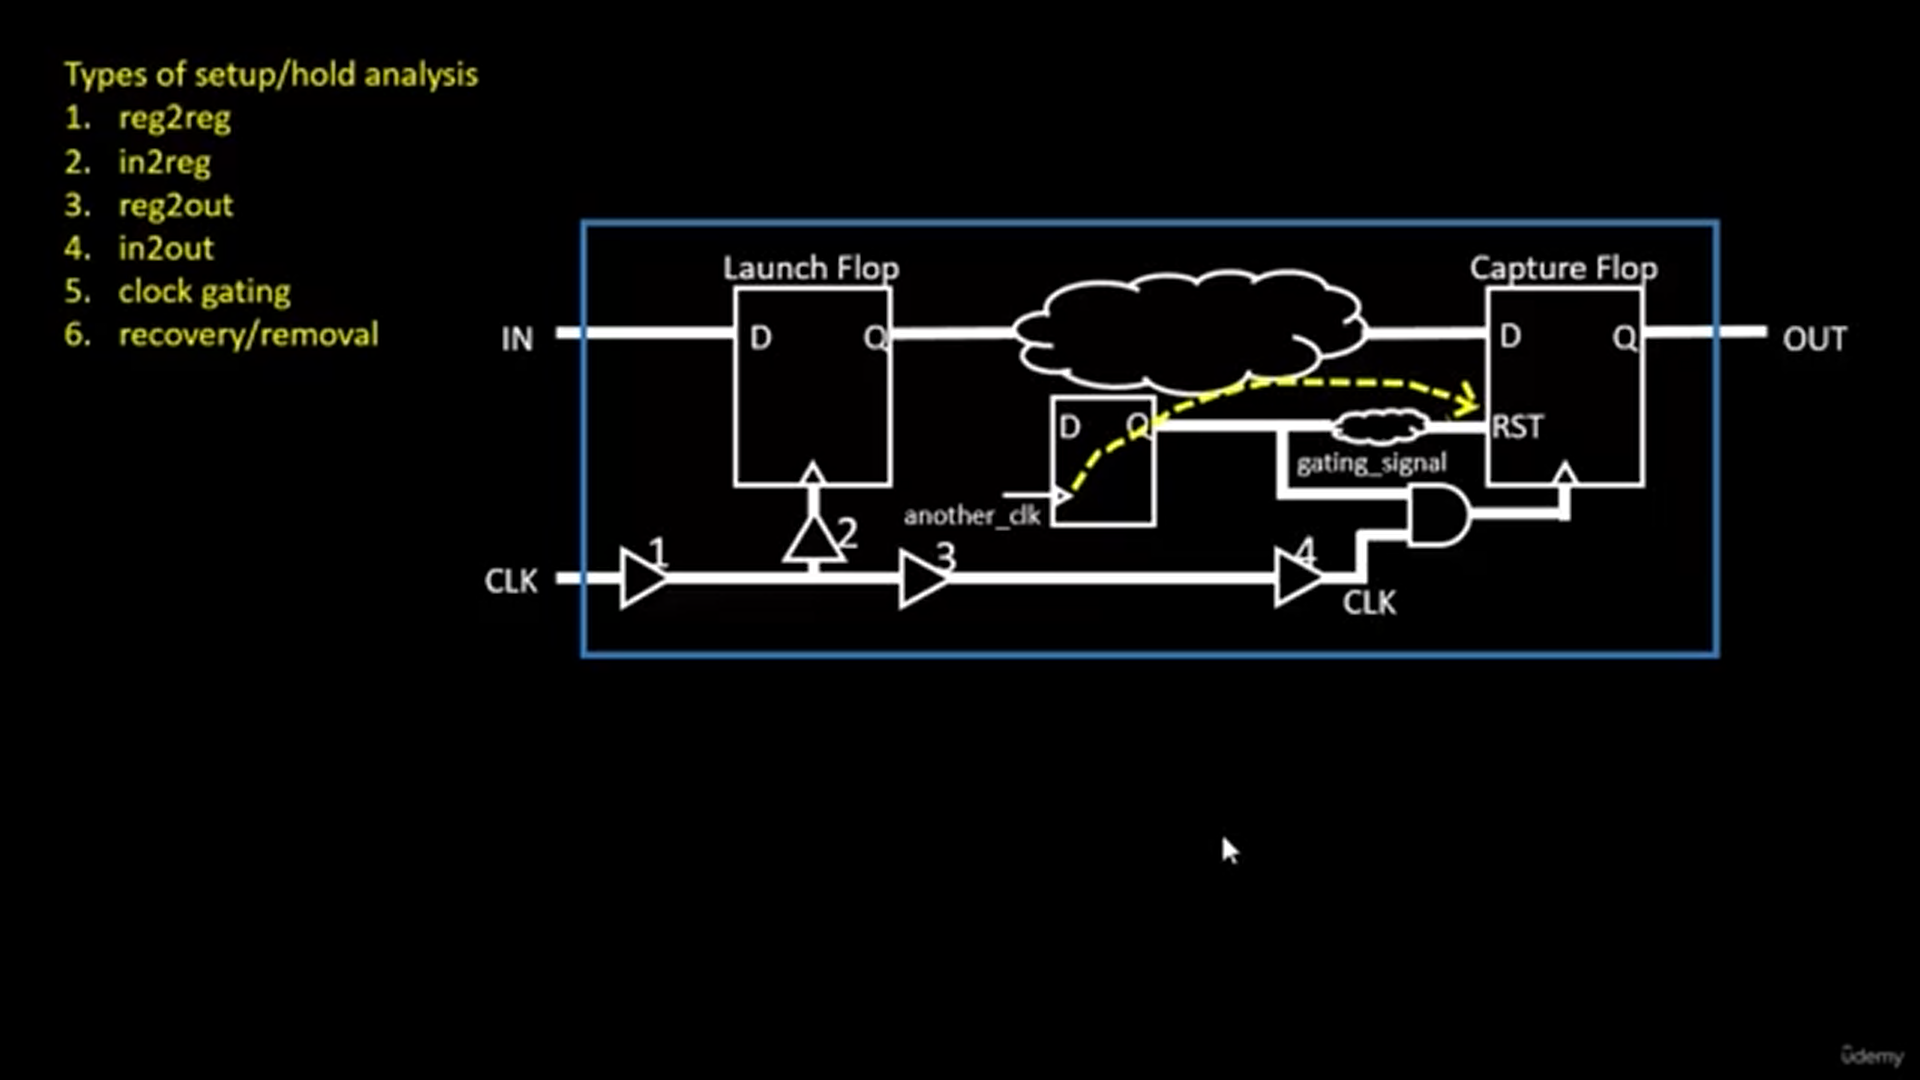 Types of setup/hold analysis
1. reg2reg
2. in2reg
3. reg2out
4. in2out
5. clock gating
6. recovery/removal
Launch Flop
Capture Flop
IN
D
Q
D
Q
OUT
D
Q
RST
gating_signal
another_clk
1
2
3
4
CLK
CLK
ûdemy